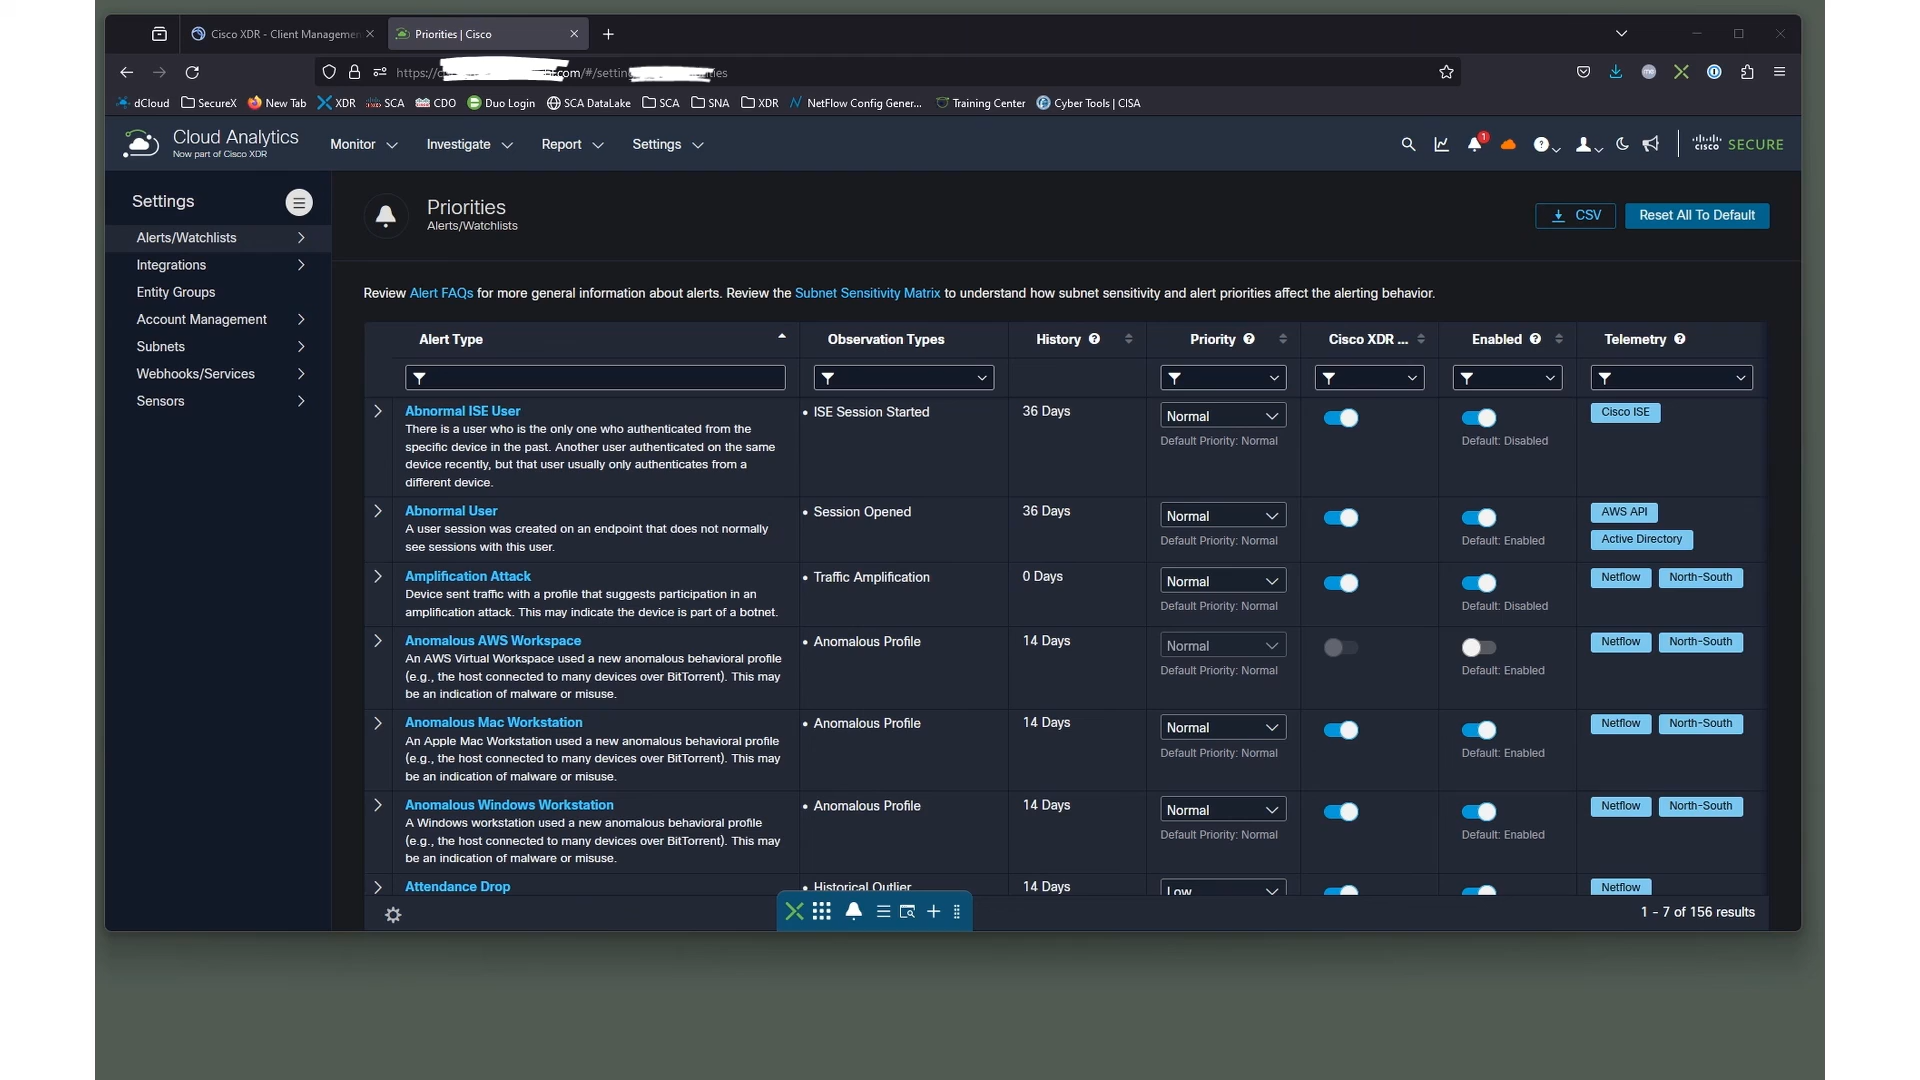 Cisco XDR - Client Managemen
Priorities | Cisco
https://c
.com/#/settin
ies
dCloud
SecureX
New Tab
XDR
SCA
CDO
Duo Login
SCA DataLake
SCA
SNA
XDR
NetFlow Config Gener...
Training Center
Cyber Tools | CISA
Cloud Analytics
Now part of Cisco XDR
Monitor
Investigate
Report
Settings
1
cisco SECURE
Settings
Alerts/Watchlists
Integrations
Entity Groups
Account Management
Subnets
Webhooks/Services
Sensors
Priorities
Alerts/Watchlists
CSV
Reset All To Default
Review Alert FAQs for more general information about alerts. Review the Subnet Sensitivity Matrix to understand how subnet sensitivity and alert priorities affect the alerting behavior.
Alert Type
Observation Types
History
Priority
Cisco XDR ...
Enabled
Telemetry
Abnormal ISE User
There is a user who is the only one who authenticated from the
specific device in the past. Another user authenticated on the same
device recently, but that user usually only authenticates from a
different device.
• ISE Session Started
36 Days
Normal
Default Priority: Normal
Default: Disabled
Cisco ISE
Abnormal User
A user session was created on an endpoint that does not normally
see sessions with this user.
• Session Opened
36 Days
Normal
Default Priority: Normal
Default: Enabled
AWS API
Active Directory
Amplification Attack
Device sent traffic with a profile that suggests participation in an
amplification attack. This may indicate the device is part of a botnet.
• Traffic Amplification
0 Days
Normal
Default Priority: Normal
Default: Disabled
Netflow
North-South
Anomalous AWS Workspace
An AWS Virtual Workspace used a new anomalous behavioral profile
(e.g., the host connected to many devices over BitTorrent). This may
be an indication of malware or misuse.
• Anomalous Profile
14 Days
Normal
Default Priority: Normal
Default: Enabled
Netflow
North-South
Anomalous Mac Workstation
An Apple Mac Workstation used a new anomalous behavioral profile
(e.g., the host connected to many devices over BitTorrent). This may
be an indication of malware or misuse.
• Anomalous Profile
14 Days
Normal
Default Priority: Normal
Default: Enabled
Netflow
North-South
Anomalous Windows Workstation
A Windows workstation used a new anomalous behavioral profile
(e.g., the host connected to many devices over BitTorrent). This may
be an indication of malware or misuse.
• Anomalous Profile
14 Days
Normal
Default Priority: Normal
Default: Enabled
Netflow
North-South
Attendance Drop
• Historical Outlier
14 Days
Low
Netflow
1 - 7 of 156 results